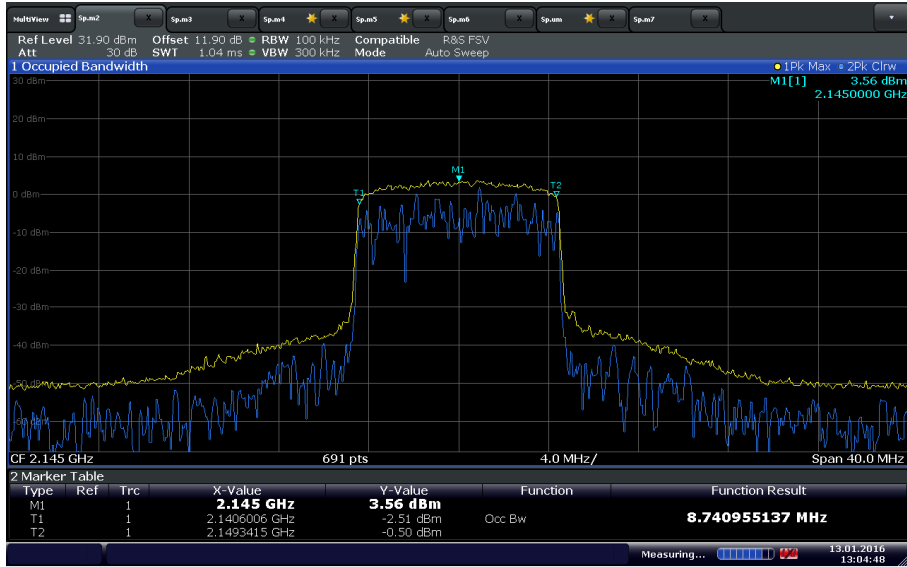 MultiView Sp.m2 X Sp.m3 X Sp.m4 X Sp.m5 X Sp.m6 X Sp.um X Sp.m7 X
Ref Level 31.90 dBm Offset 11.90 dB RBW 100 kHz Compatible R&S FSV
Att 30 dB SWT 1.04 ms VBW 300 kHz Mode Auto Sweep
1 Occupied Bandwidth 1Pk Max 2Pk Clrw
30 dBm M1[1] 3.56 dBm
2.1450000 GHz
20 dBm
10 dBm
M1
T1 T2
0 dBm
-10 dBm
-20 dBm
-30 dBm
-40 dBm
-50 dBm
-60 dBm
CF 2.145 GHz 691 pts 4.0 MHz/ Span 40.0 MHz
2 Marker Table
Type Ref Trc X-Value Y-Value Function Function Result
M1 1 2.145 GHz 3.56 dBm
T1 1 2.1406006 GHz -2.51 dBm Occ Bw 8.740955137 MHz
T2 1 2.1493415 GHz -0.50 dBm
Measuring... 13.01.2016
13:04:48